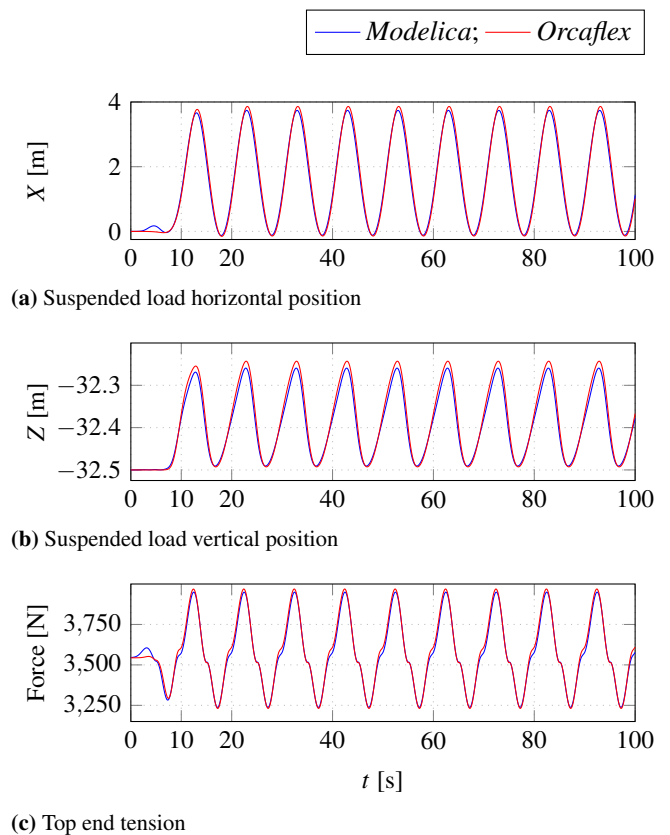 Modelica; Orcaflex
X [m]
4
2
0
0 10 20 40 60 80 100
(a) Suspended load horizontal position
Z [m]
−32.3
−32.4
−32.5
0 10 20 40 60 80 100
(b) Suspended load vertical position
Force [N]
3,750
3,500
3,250
0 10 20 40 60 80 100
t [s]
(c) Top end tension